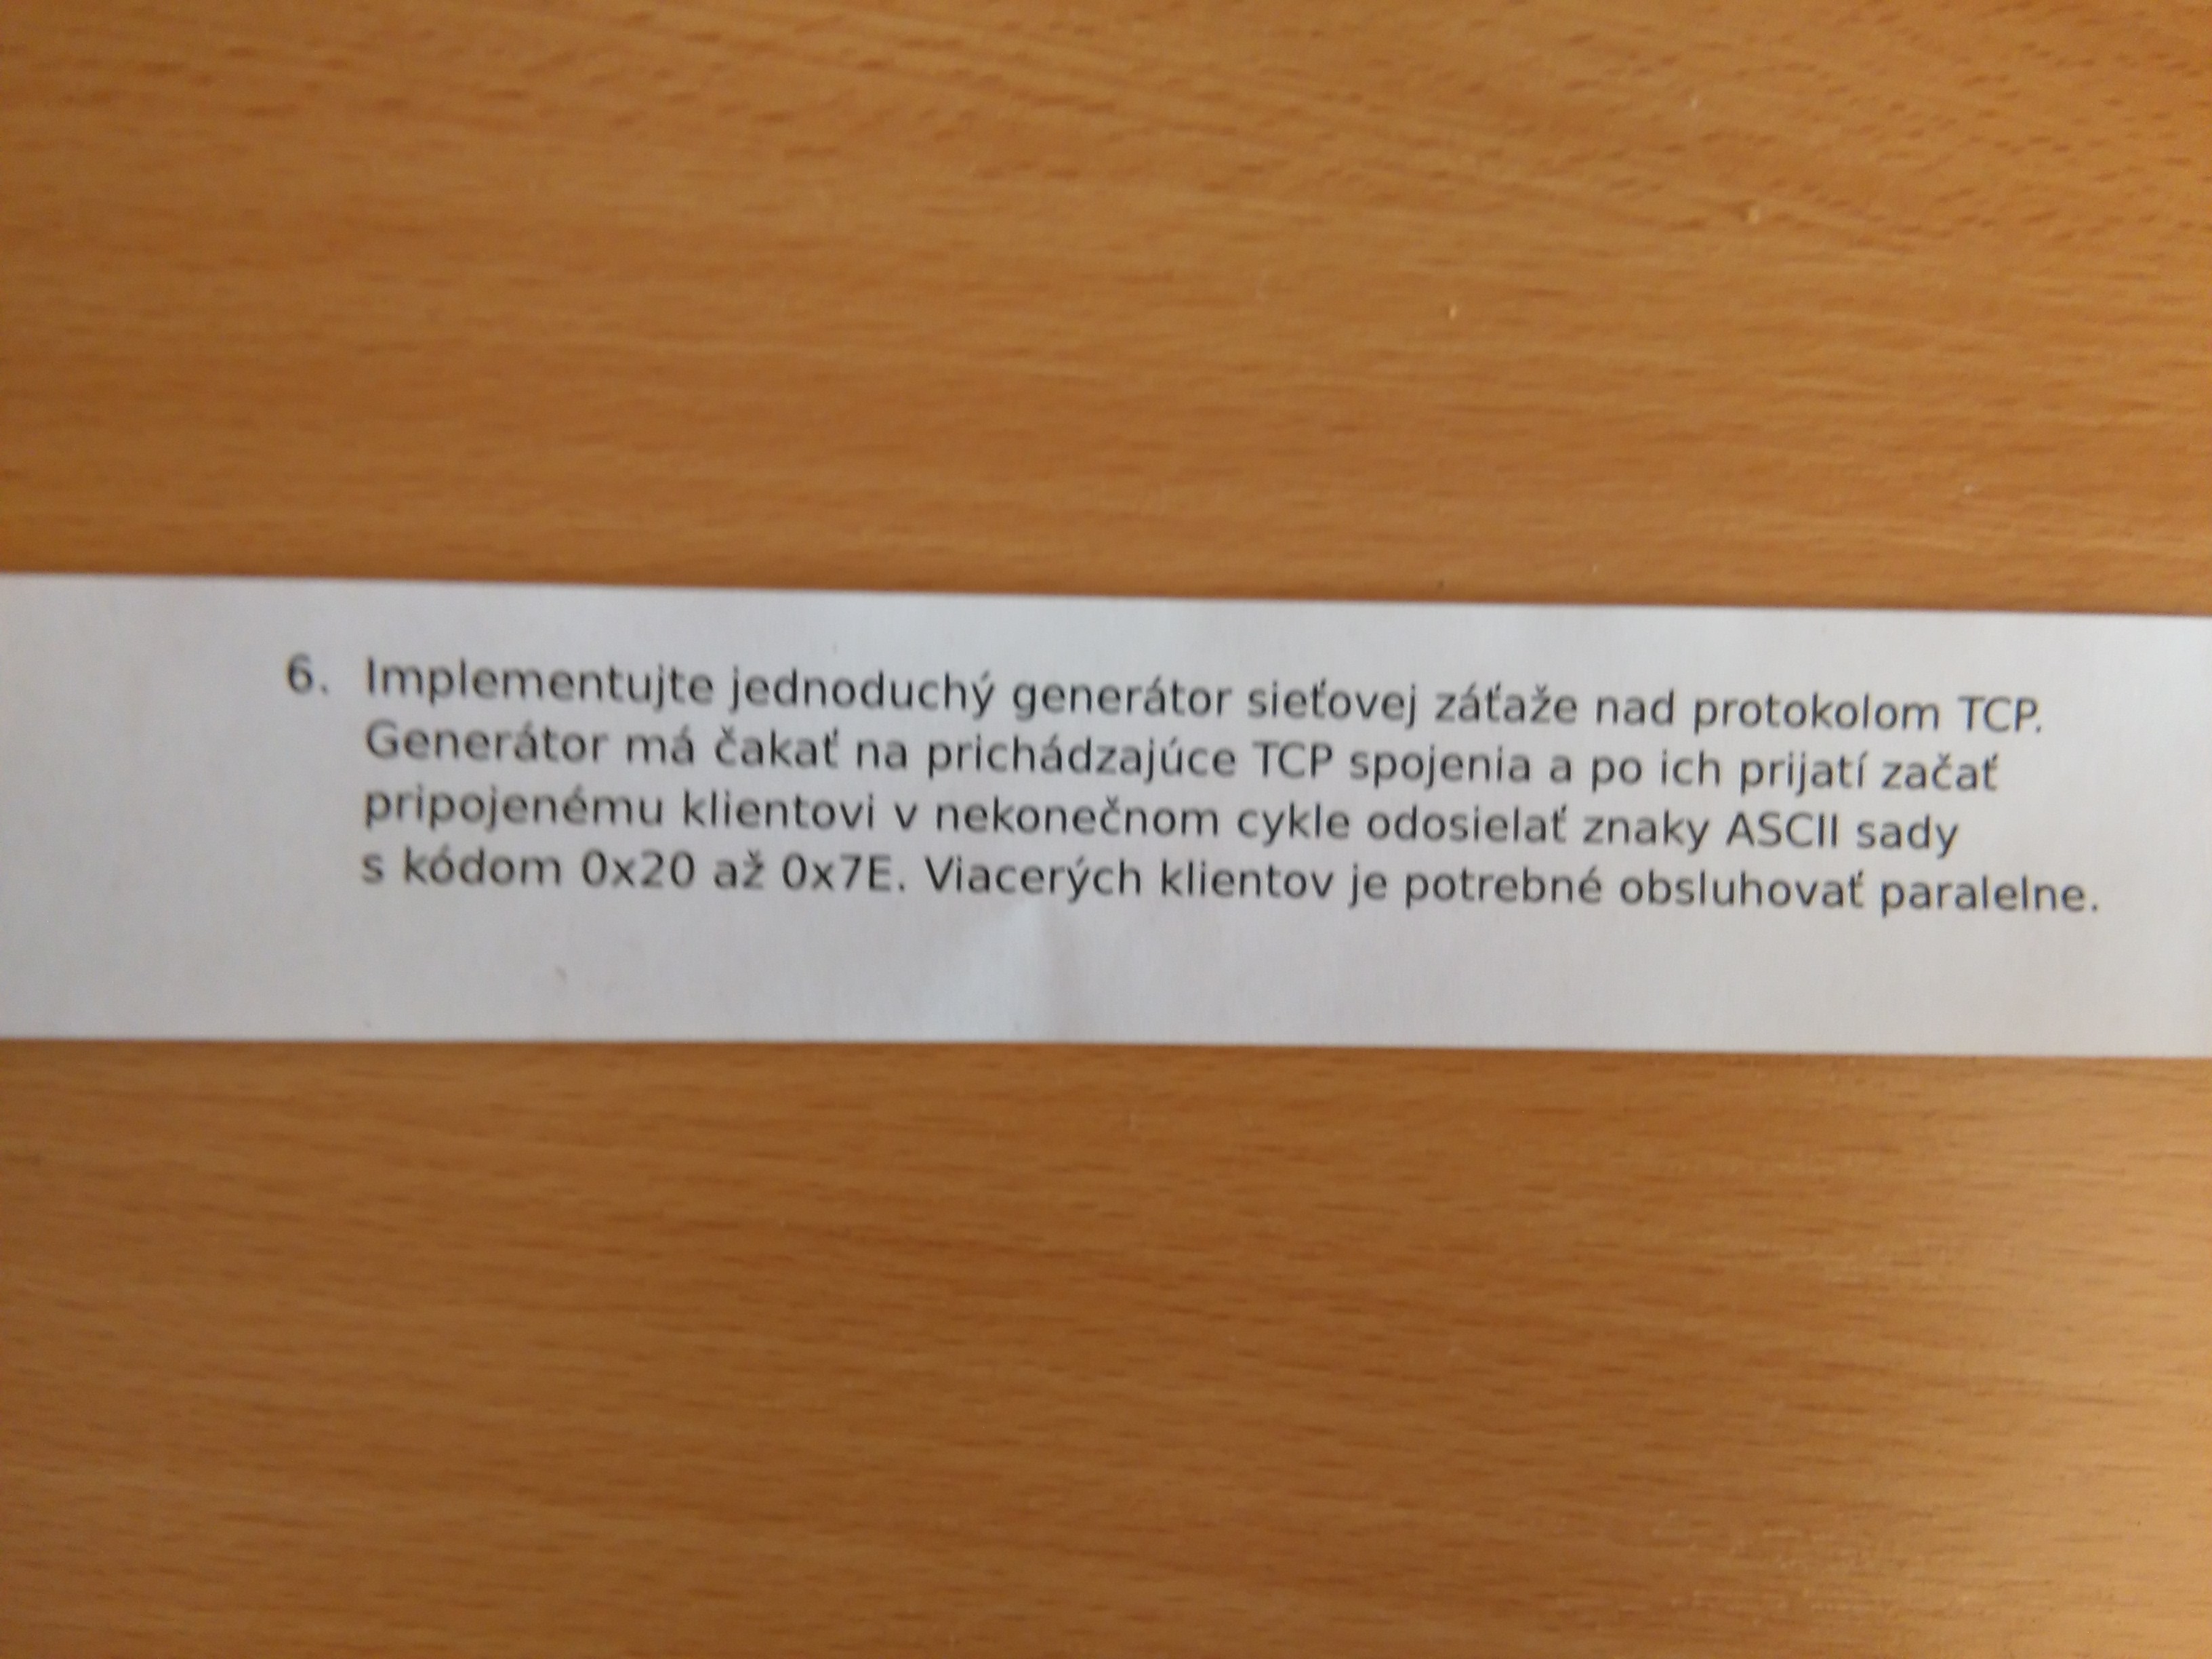 6. Implementujte jednoduchý generátor sieťovej záťaže nad protokolom TCP.
Generátor má čakať na prichádzajúce TCP spojenia a po ich prijatí začať
pripojenému klientovi v nekonečnom cykle odosielať znaky ASCII sady
s kódom 0x20 až 0x7E. Viacerých klientov je potrebné obsluhovať paralelne.